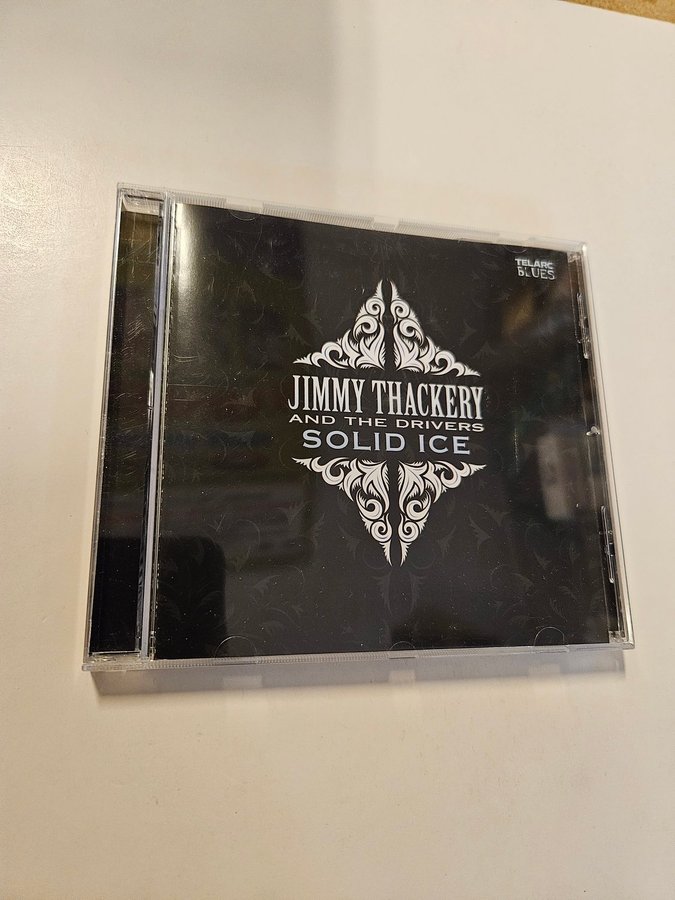 TELARC
BLUES
JIMMY THACKERY
AND THE DRIVERS
SOLID ICE